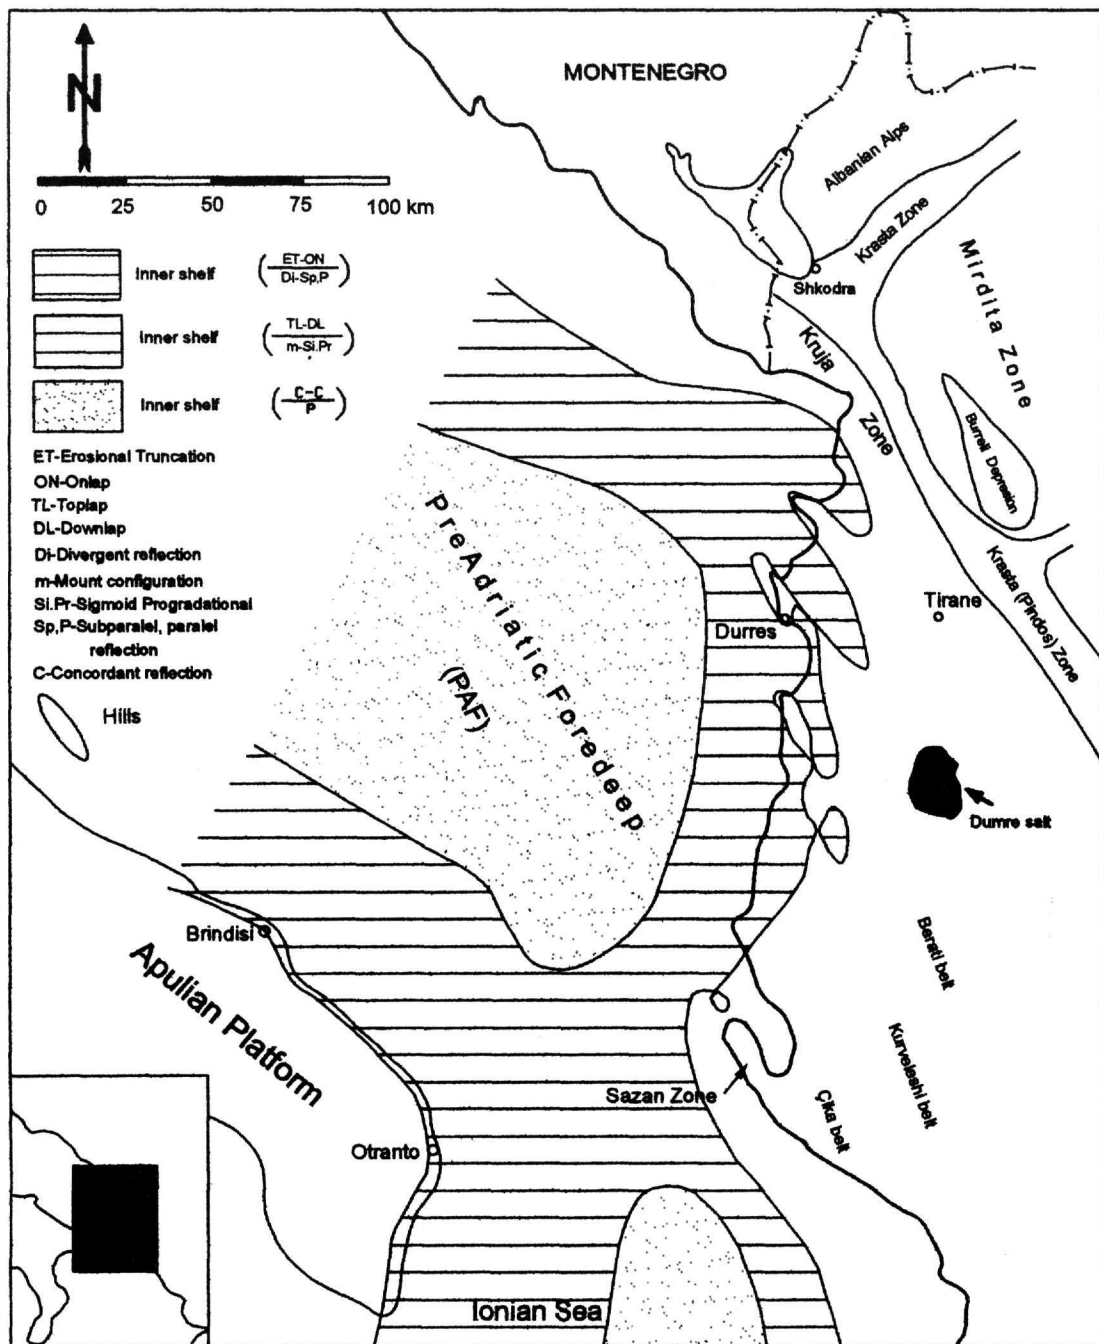 N
MONTENEGRO
0 25 50 75 100 km
Albanian Alps
Krasta Zone
Mirdita Zone
Shkodra
Kruja Zone
Burreli Depresion
Inner shelf (ET-ON / Di-Sp,P)
Inner shelf (TL-DL / m-Si.Pr)
Inner shelf (C-C / P)
ET-Erosional Truncation
ON-Onlap
TL-Toplap
DL-Downlap
Di-Divergent reflection
m-Mount configuration
Si.Pr-Sigmoid Progradational
Sp,P-Subparalel, paralel
reflection
C-Concordant reflection
Hills
PreAdriatic Foredeep
(PAF)
Krasta (Pindos) Zone
Tirane
Durres
Dumre salt
Brindisi
Apulian Platform
Berati belt
Kurveleshi belt
Çika belt
Sazan Zone
Otranto
Ionian Sea